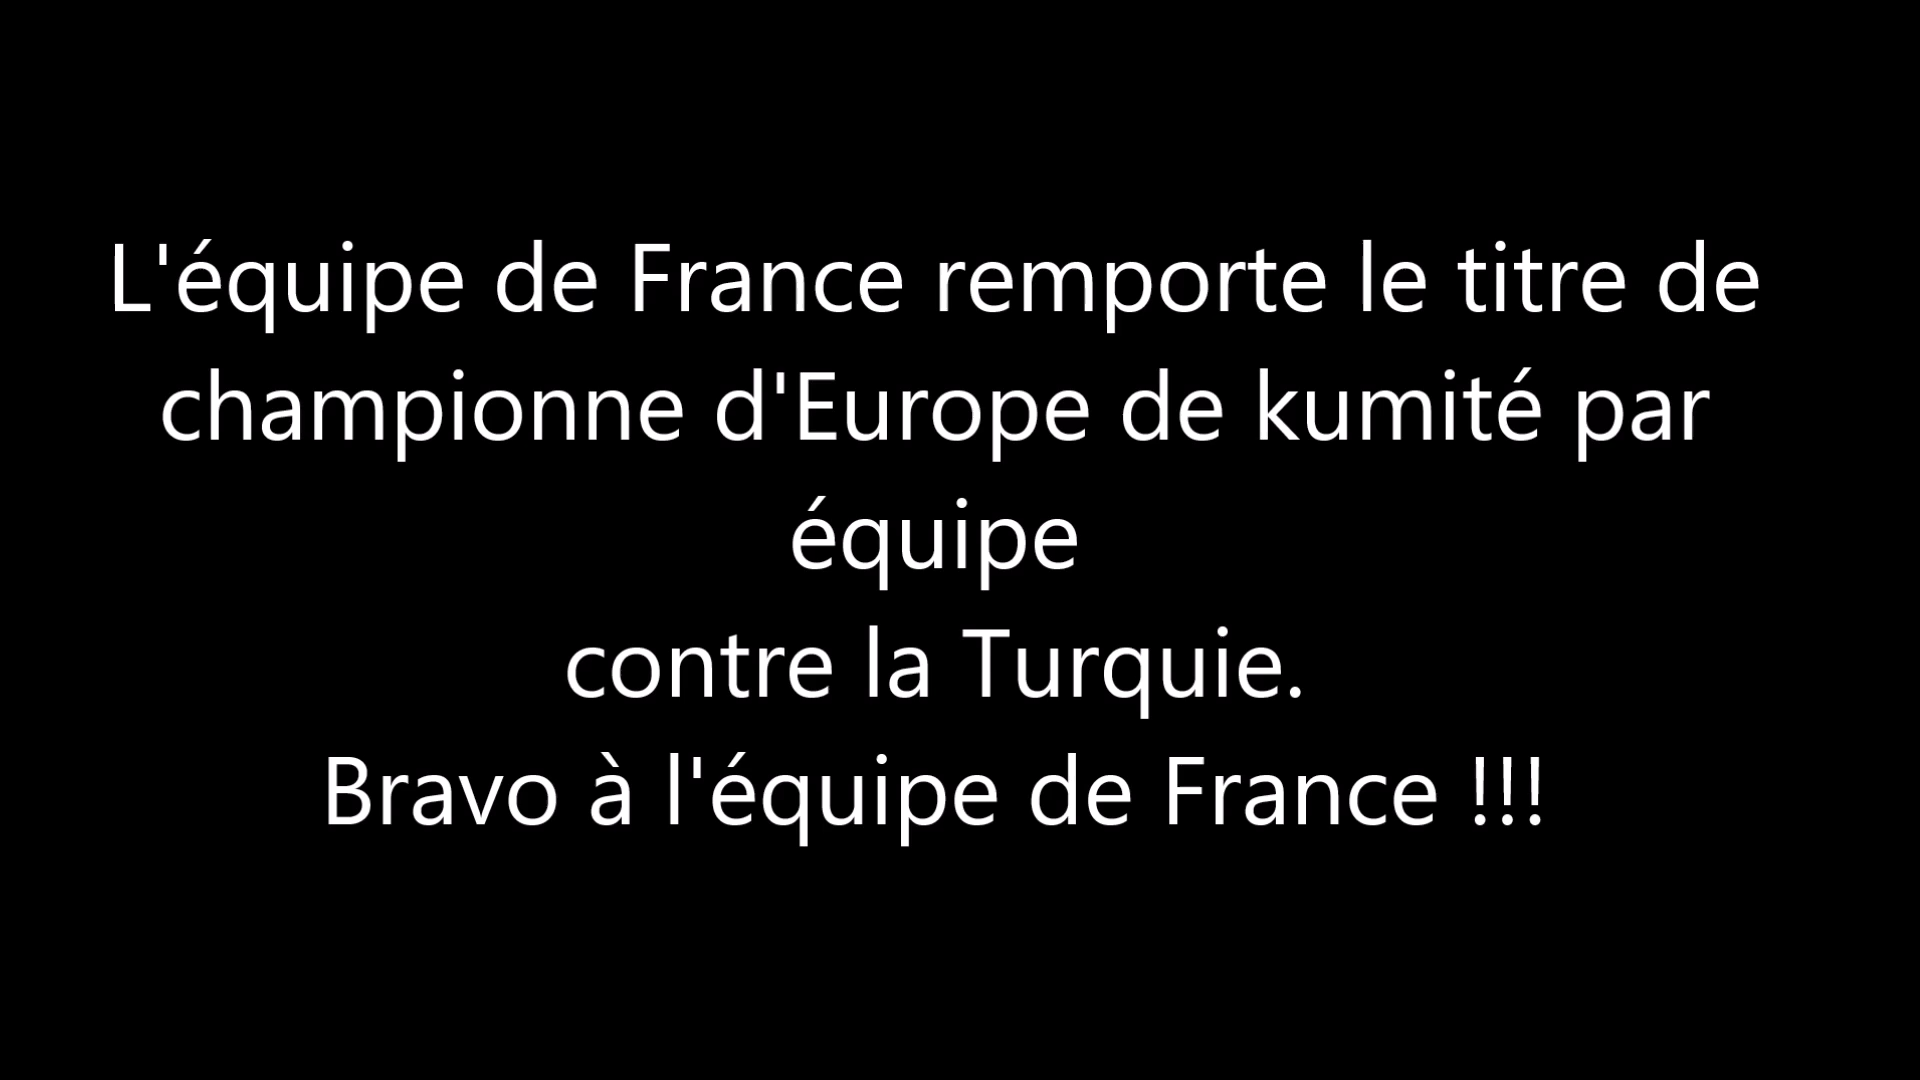 L'équipe de France remporte le titre de
championne d'Europe de kumité par
équipe
contre la Turquie.
Bravo à l'équipe de France !!!